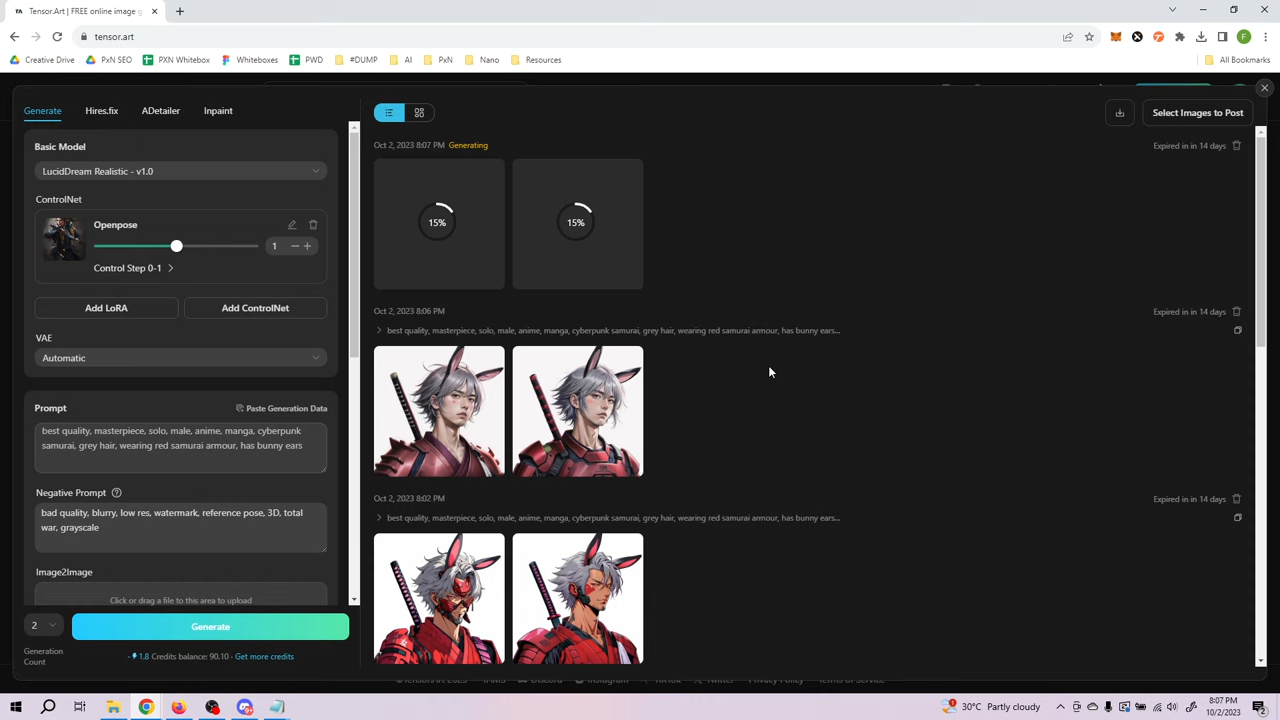 TA Tensor.Art | FREE online image g
tensor.art
Creative Drive PxN SEO PXN Whitebox Whiteboxes PWD #DUMP AI PxN Nano Resources All Bookmarks
Generate Hires.fix ADetailer Inpaint
Select Images to Post
Basic Model
LucidDream Realistic - v1.0
ControlNet
Openpose
1
Control Step 0-1
Add LoRA Add ControlNet
VAE
Automatic
Prompt Paste Generation Data
best quality, masterpiece, solo, male, anime, manga, cyberpunk
samurai, grey hair, wearing red samurai armour, has bunny ears
Negative Prompt
bad quality, blurry, low res, watermark, reference pose, 3D, total
war, grayscale
Image2Image
Click or drag a file to this area to upload
2 Generate
Generation
Count
-1.8 Credits balance: 90.10 - Get more credits
Oct 2, 2023 8:07 PM Generating Expired in in 14 days
15% 15%
Oct 2, 2023 8:06 PM Expired in in 14 days
best quality, masterpiece, solo, male, anime, manga, cyberpunk samurai, grey hair, wearing red samurai armour, has bunny ears...
Oct 2, 2023 8:02 PM Expired in in 14 days
best quality, masterpiece, solo, male, anime, manga, cyberpunk samurai, grey hair, wearing red samurai armour, has bunny ears...
30°C Partly cloudy
8:07 PM
10/2/2023
2